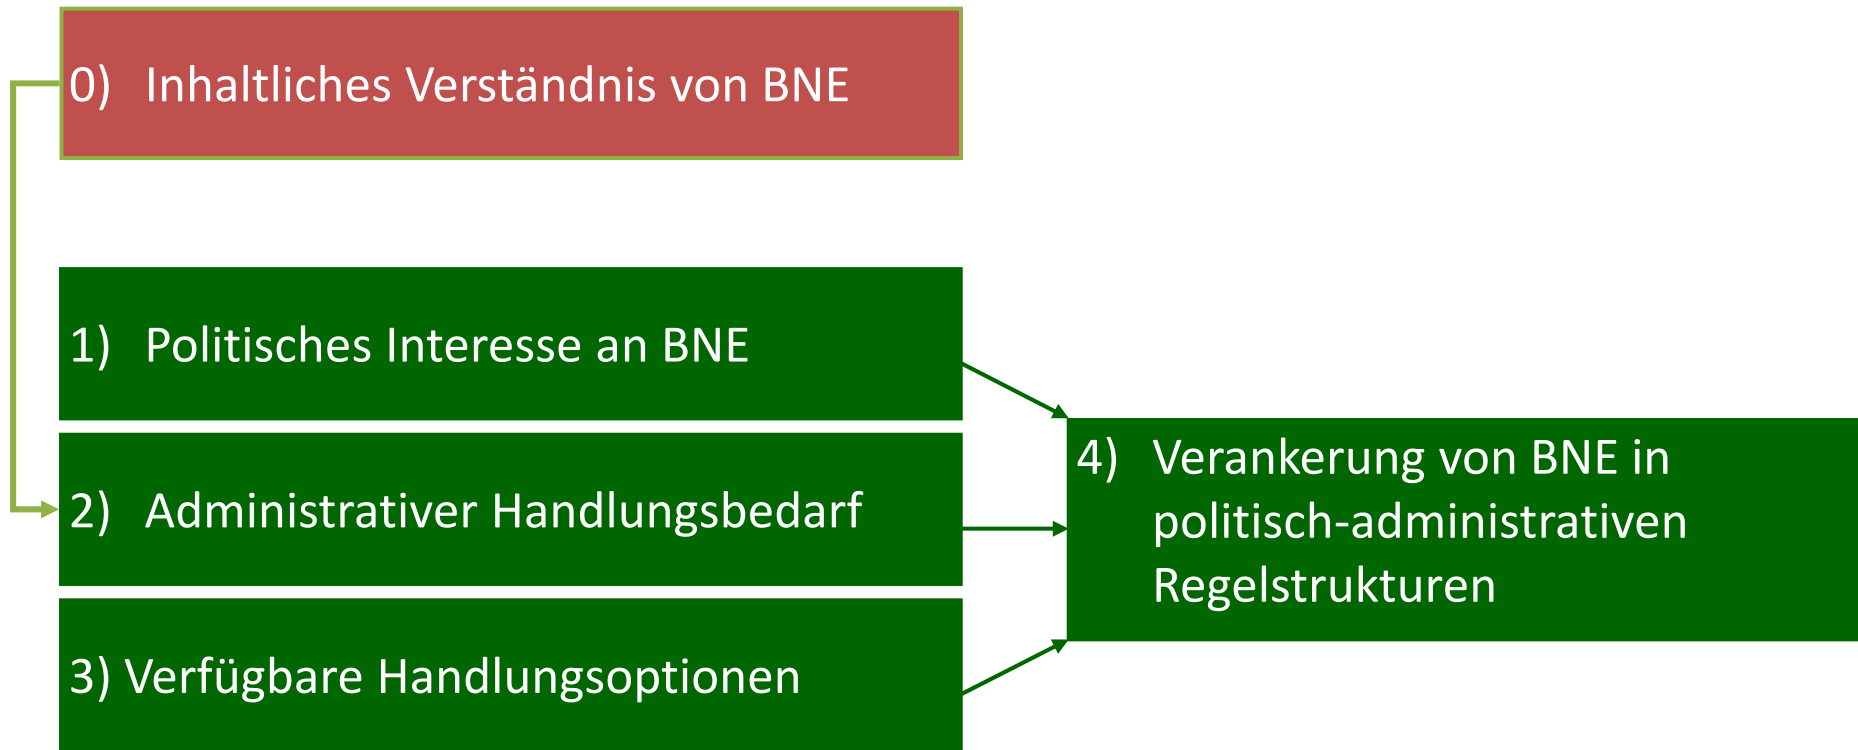 0) Inhaltliches Verständnis von BNE
1) Politisches Interesse an BNE
2) Administrativer Handlungsbedarf
3) Verfügbare Handlungsoptionen
4) Verankerung von BNE in
politisch-administrativen
Regelstrukturen